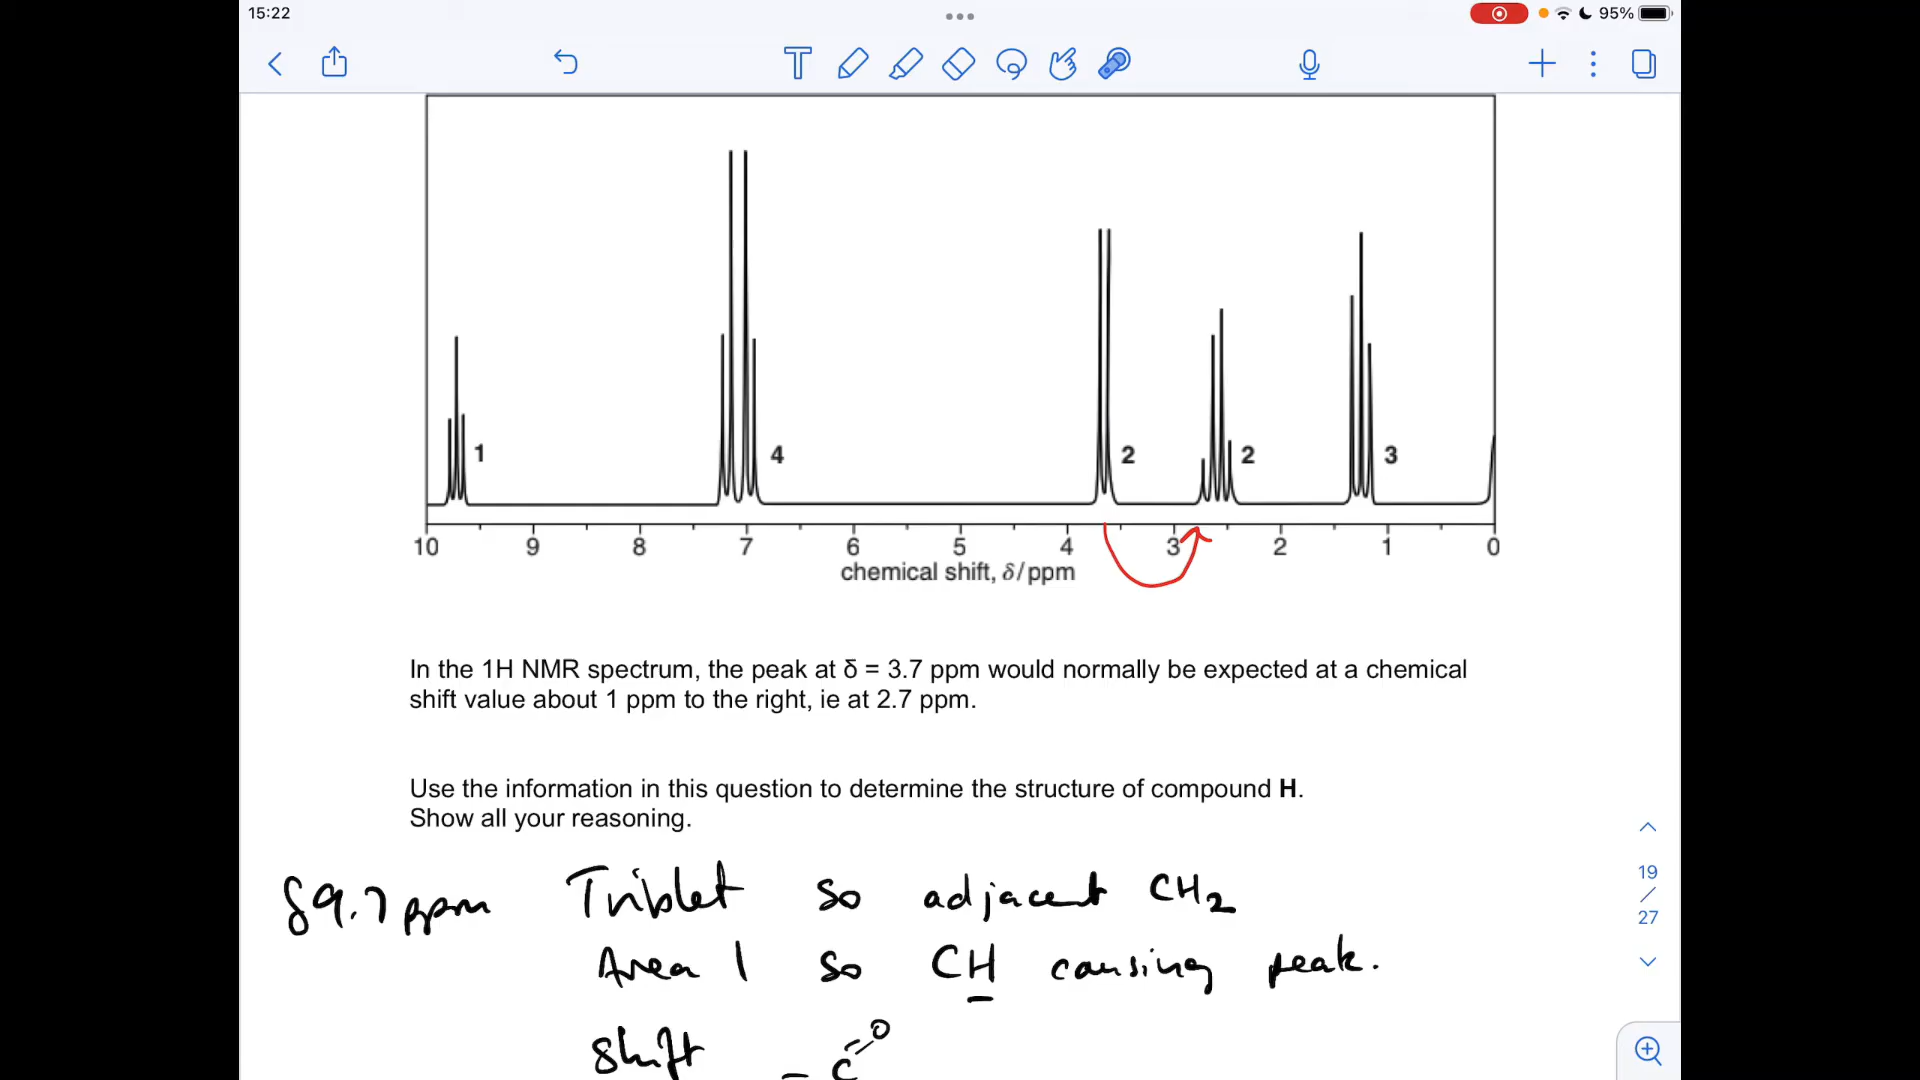 15:22
95%
1
4
2
2
3
10 9 8 7 6 5 4 3 2 1 0
chemical shift, δ/ppm
In the 1H NMR spectrum, the peak at δ = 3.7 ppm would normally be expected at a chemical
shift value about 1 ppm to the right, ie at 2.7 ppm.
Use the information in this question to determine the structure of compound H.
Show all your reasoning.
δ9.7ppm Triblet so adjacent CH2
Area 1 so CH causing peak.
Shift - C=O
19
/
27